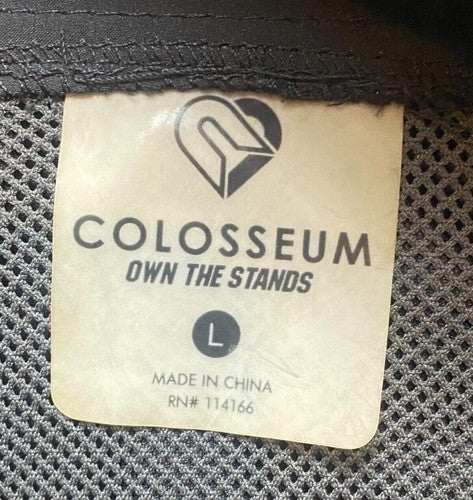 COLOSSEUM
OWN THE STANDS
L
MADE IN CHINA
RN# 114166